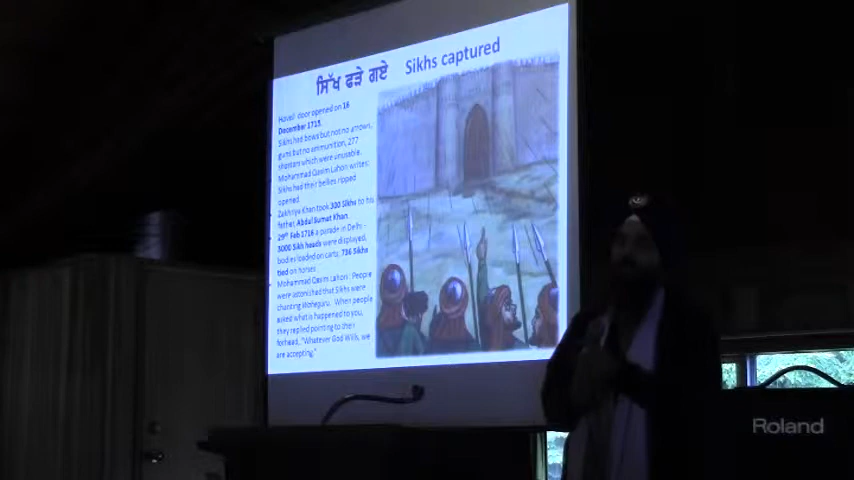 ਸਿੱਖ ਫੜੇ ਗਏ Sikhs captured
Haveli door opened on 16
December 1715.
Sikhs had bows but not no arrows,
guns but no ammunition, 277
shastars which were unusable.
Mohammad Qasim Lahori writes:
Sikhs had their bellies ripped
opened.
Zakhriya Khan took 300 Sikhs to his
father, Abdul Sumat Khan.
29th Feb 1716 a parade in Delhi -
3000 Sikh heads were displayed,
bodies loaded on carts, 736 Sikhs
tied on horses.
Mohammad Qasim Lahori: People
were astonished that Sikhs were
chanting Waheguru. When people
asked what is happened to you,
they replied pointing to their
forhead, "Whatever God Wills, we
are accepting."
Roland